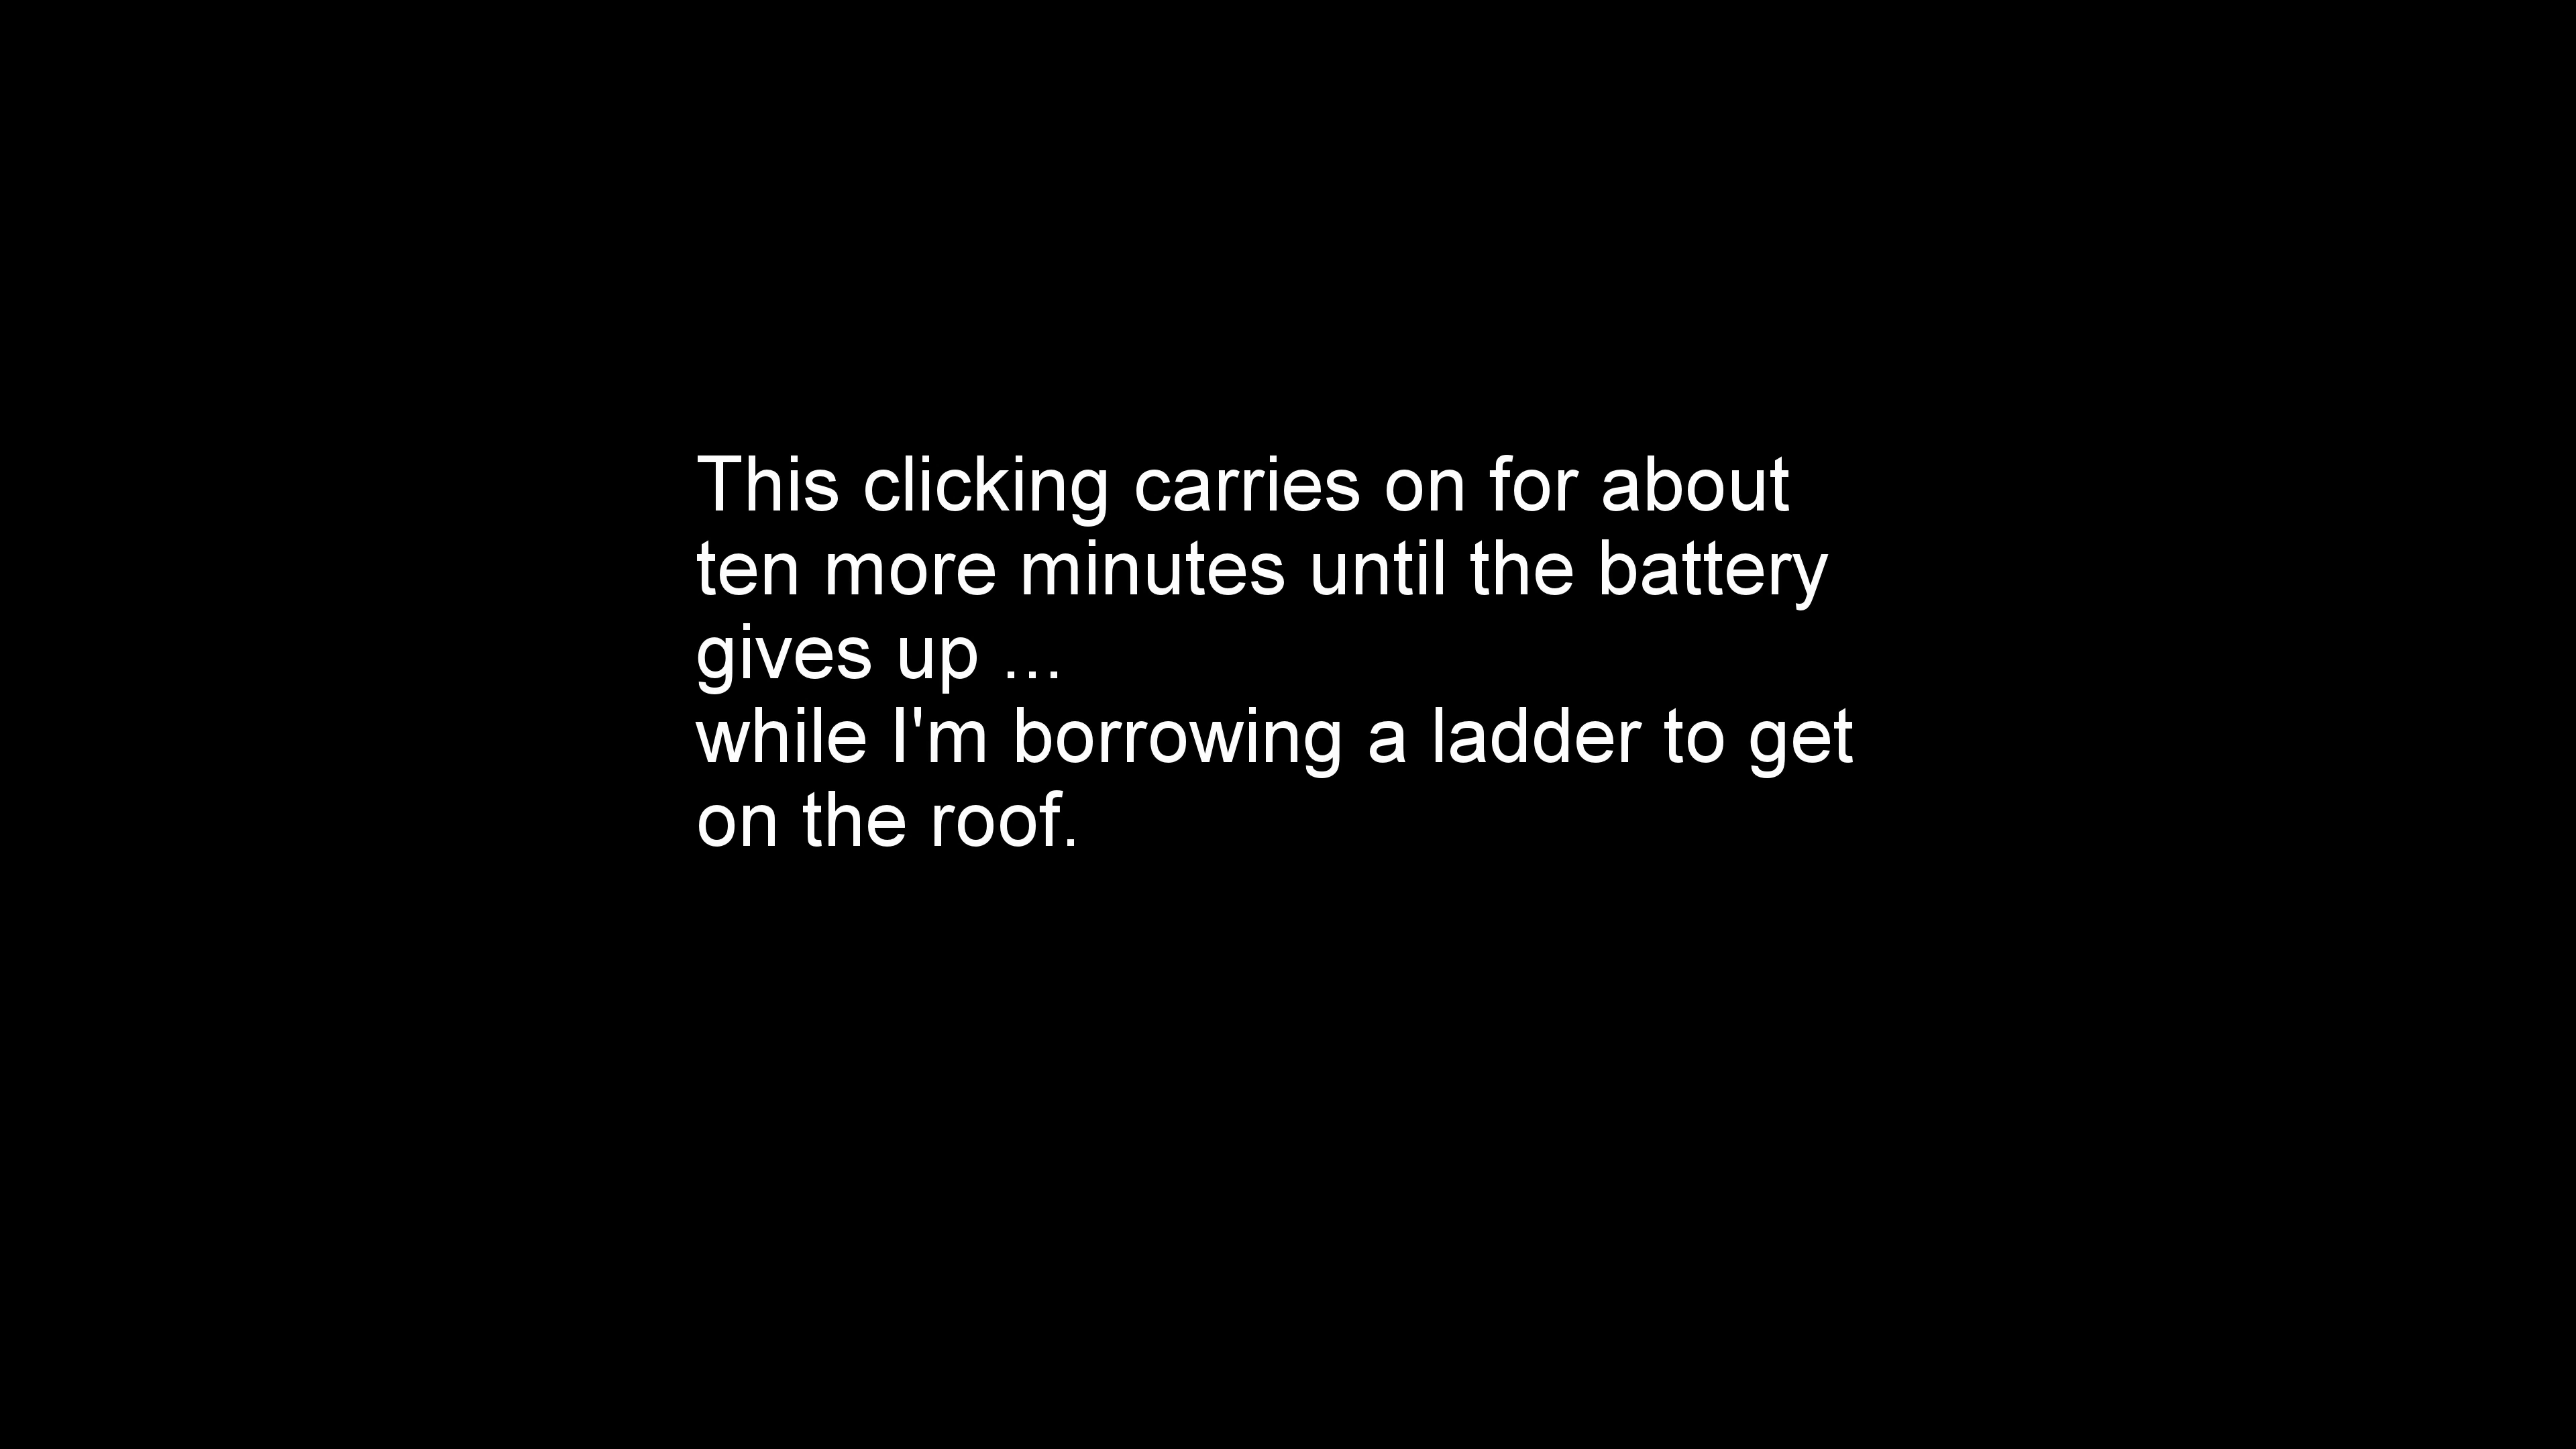 This clicking carries on for about
ten more minutes until the battery
gives up ...
while I'm borrowing a ladder to get
on the roof.